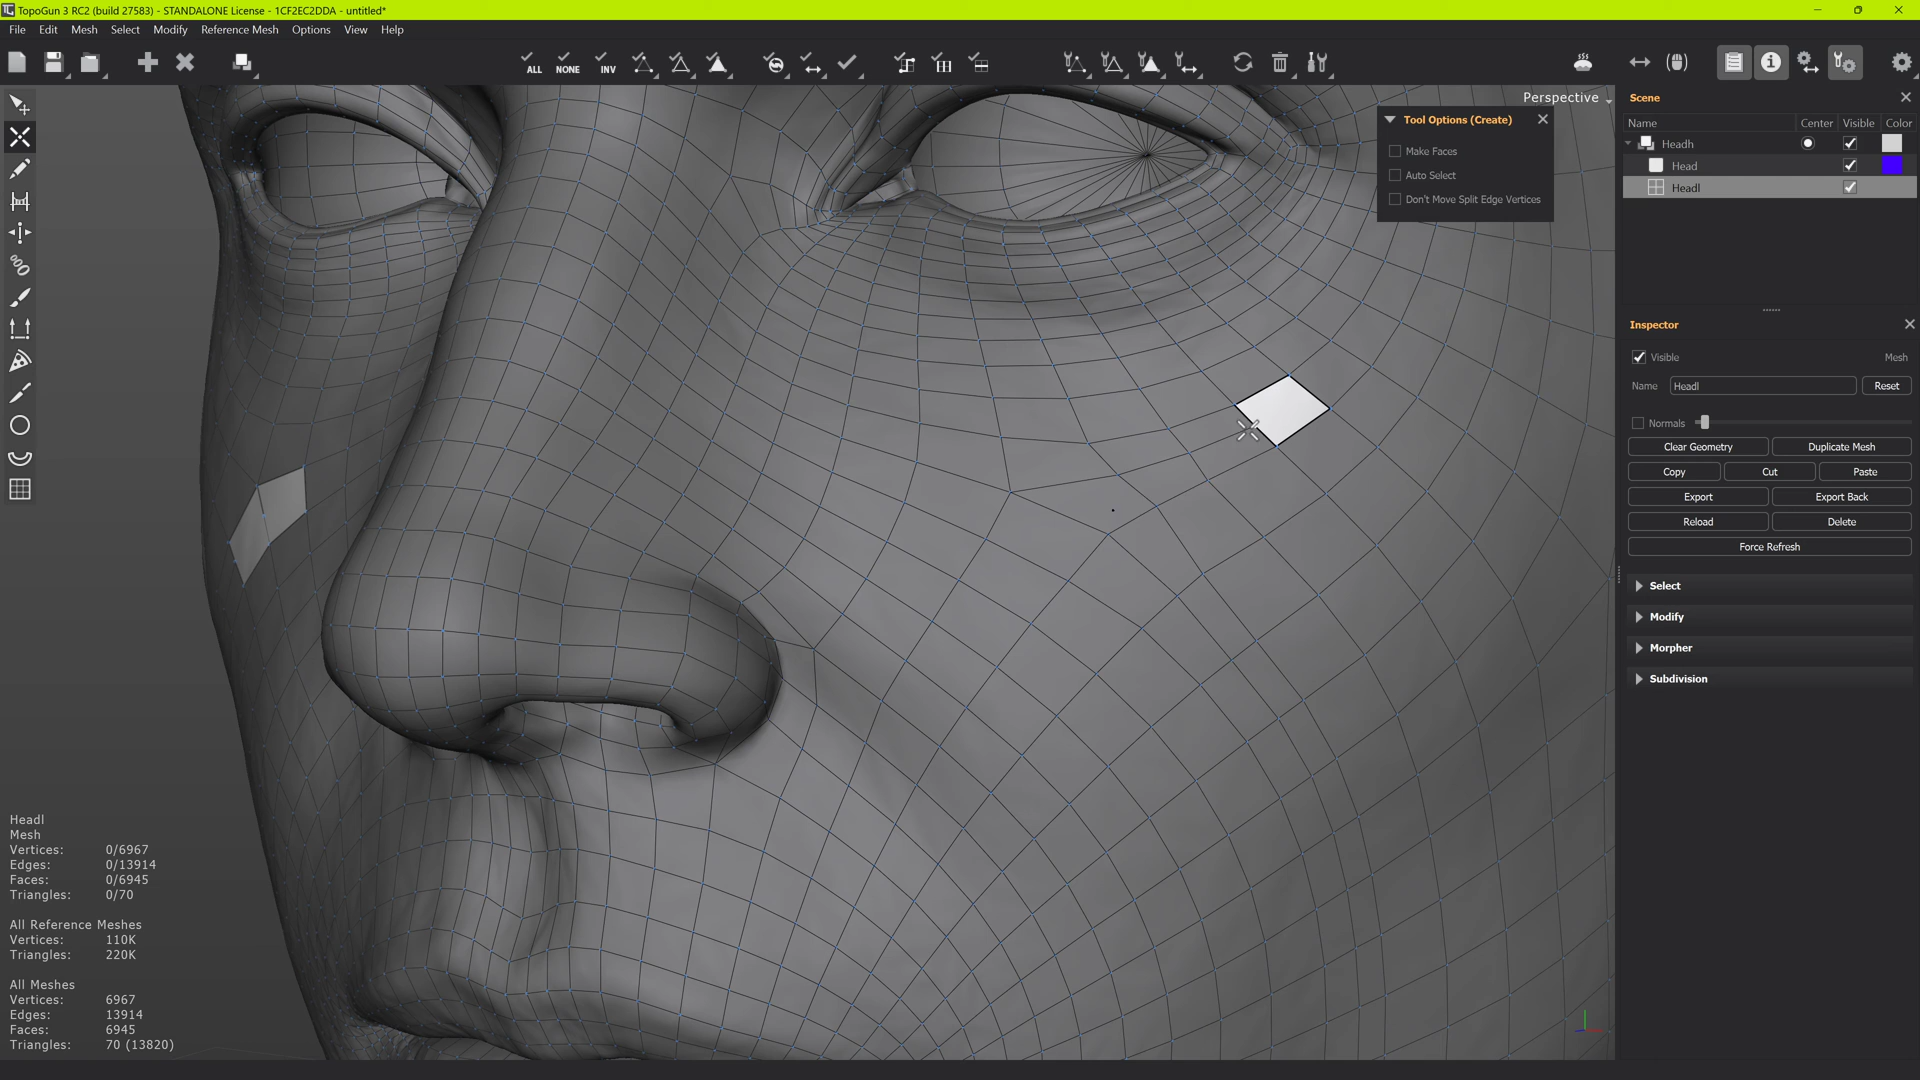 TopoGun 3 RC2 (build 27583) - STANDALONE License - 1CF2EC2DDA - untitled*
File Edit Mesh Select Modify Reference Mesh Options View Help
ALL NONE INV
Perspective
Tool Options (Create)
Make Faces
Auto Select
Don't Move Split Edge Vertices
Scene
Name Center Visible Color
Headh
Head
Headl
Inspector
Visible Mesh
Name Headl Reset
Normals
Clear Geometry Duplicate Mesh
Copy Cut Paste
Export Export Back
Reload Delete
Force Refresh
Select
Modify
Morpher
Subdivision
Headl
Mesh
Vertices: 0/6967
Edges: 0/13914
Faces: 0/6945
Triangles: 0/70
All Reference Meshes
Vertices: 110K
Triangles: 220K
All Meshes
Vertices: 6967
Edges: 13914
Faces: 6945
Triangles: 70 (13820)